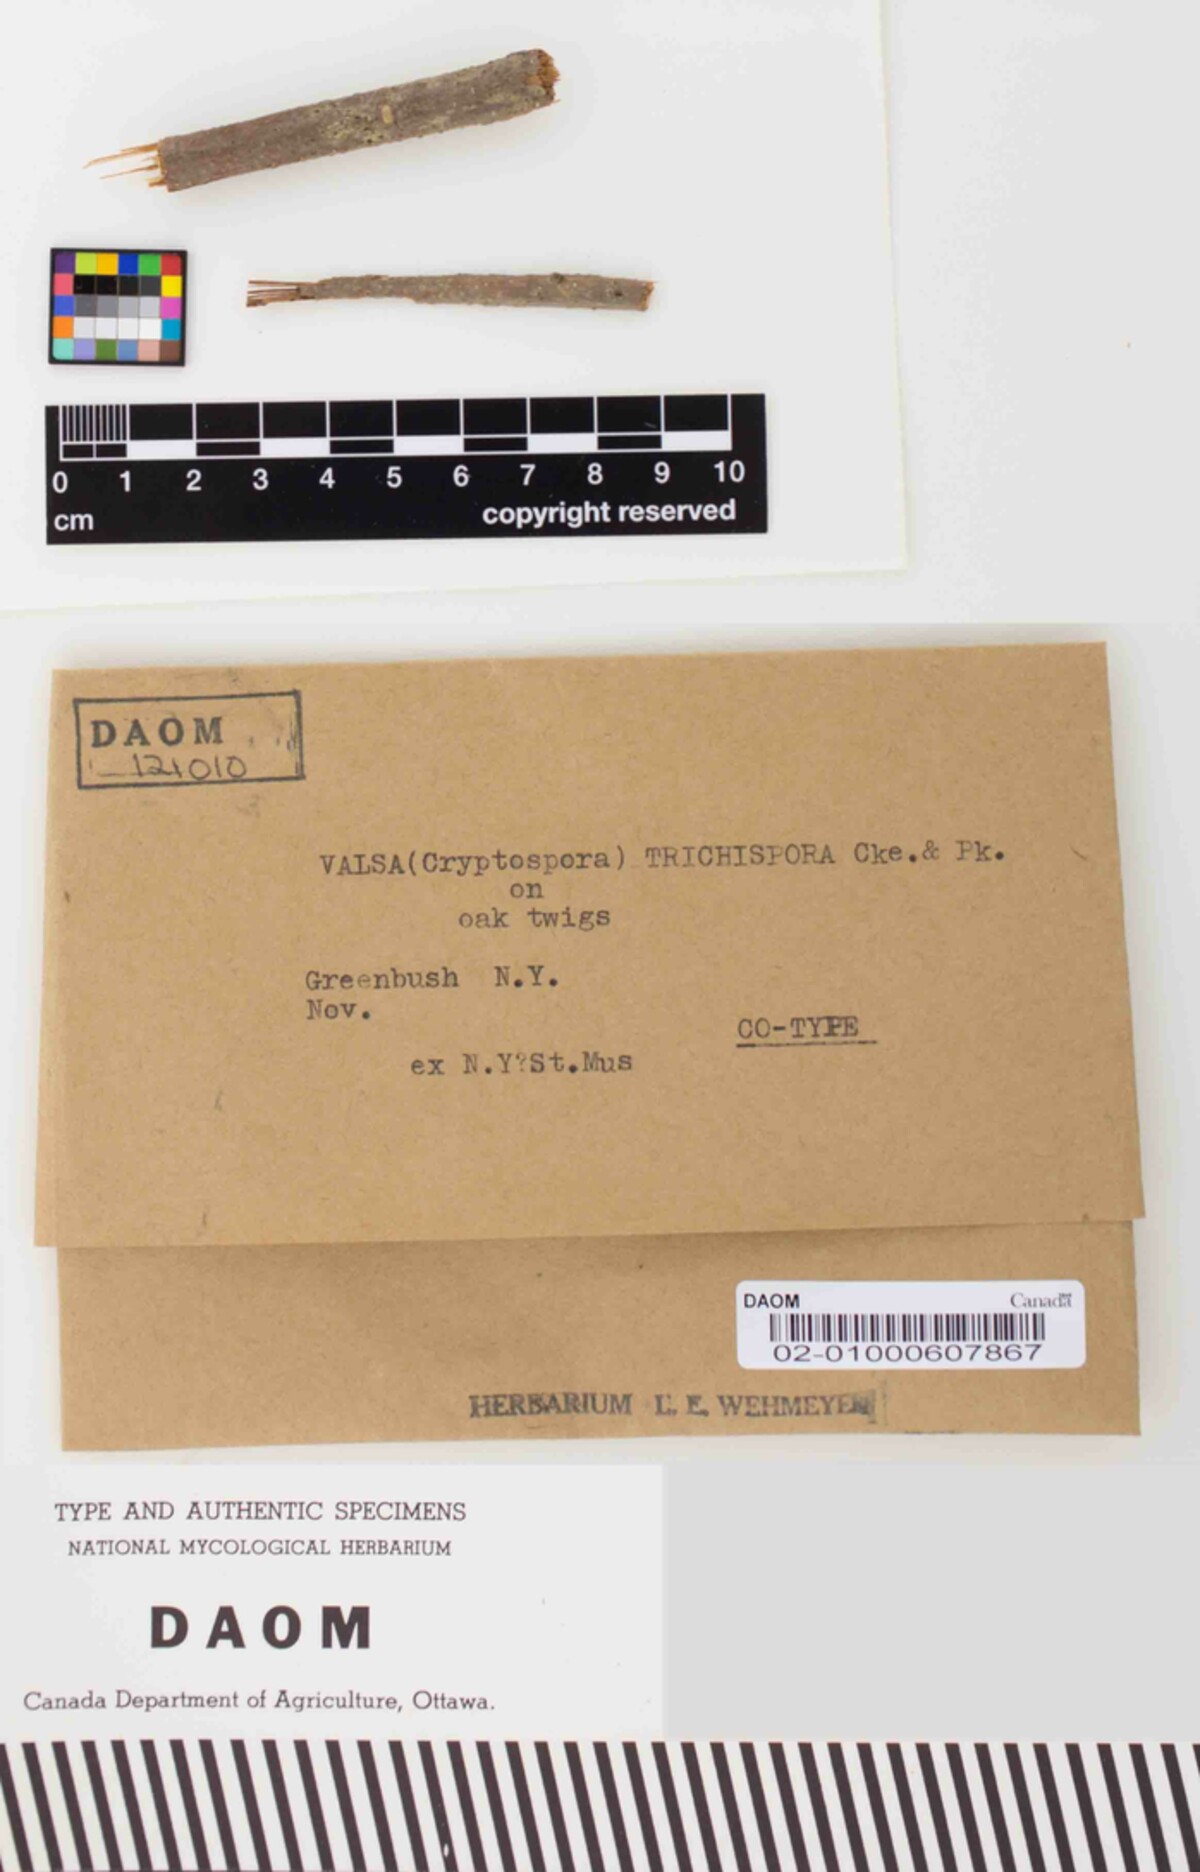 0 1 2 3 4 5 6 7 8 9 10
cm copyright reserved
DAOM
121010
VALSA(Cryptospora) TRICHISPORA Cke.& Pk.
on
oak twigs
Greenbush N.Y.
Nov.
CO-TYPE
ex N.Y?St.Mus
DAOM Canada
02-01000607867
HERBARIUM L. E. WEHMEYER
TYPE AND AUTHENTIC SPECIMENS
NATIONAL MYCOLOGICAL HERBARIUM
DAOM
Canada Department of Agriculture, Ottawa.